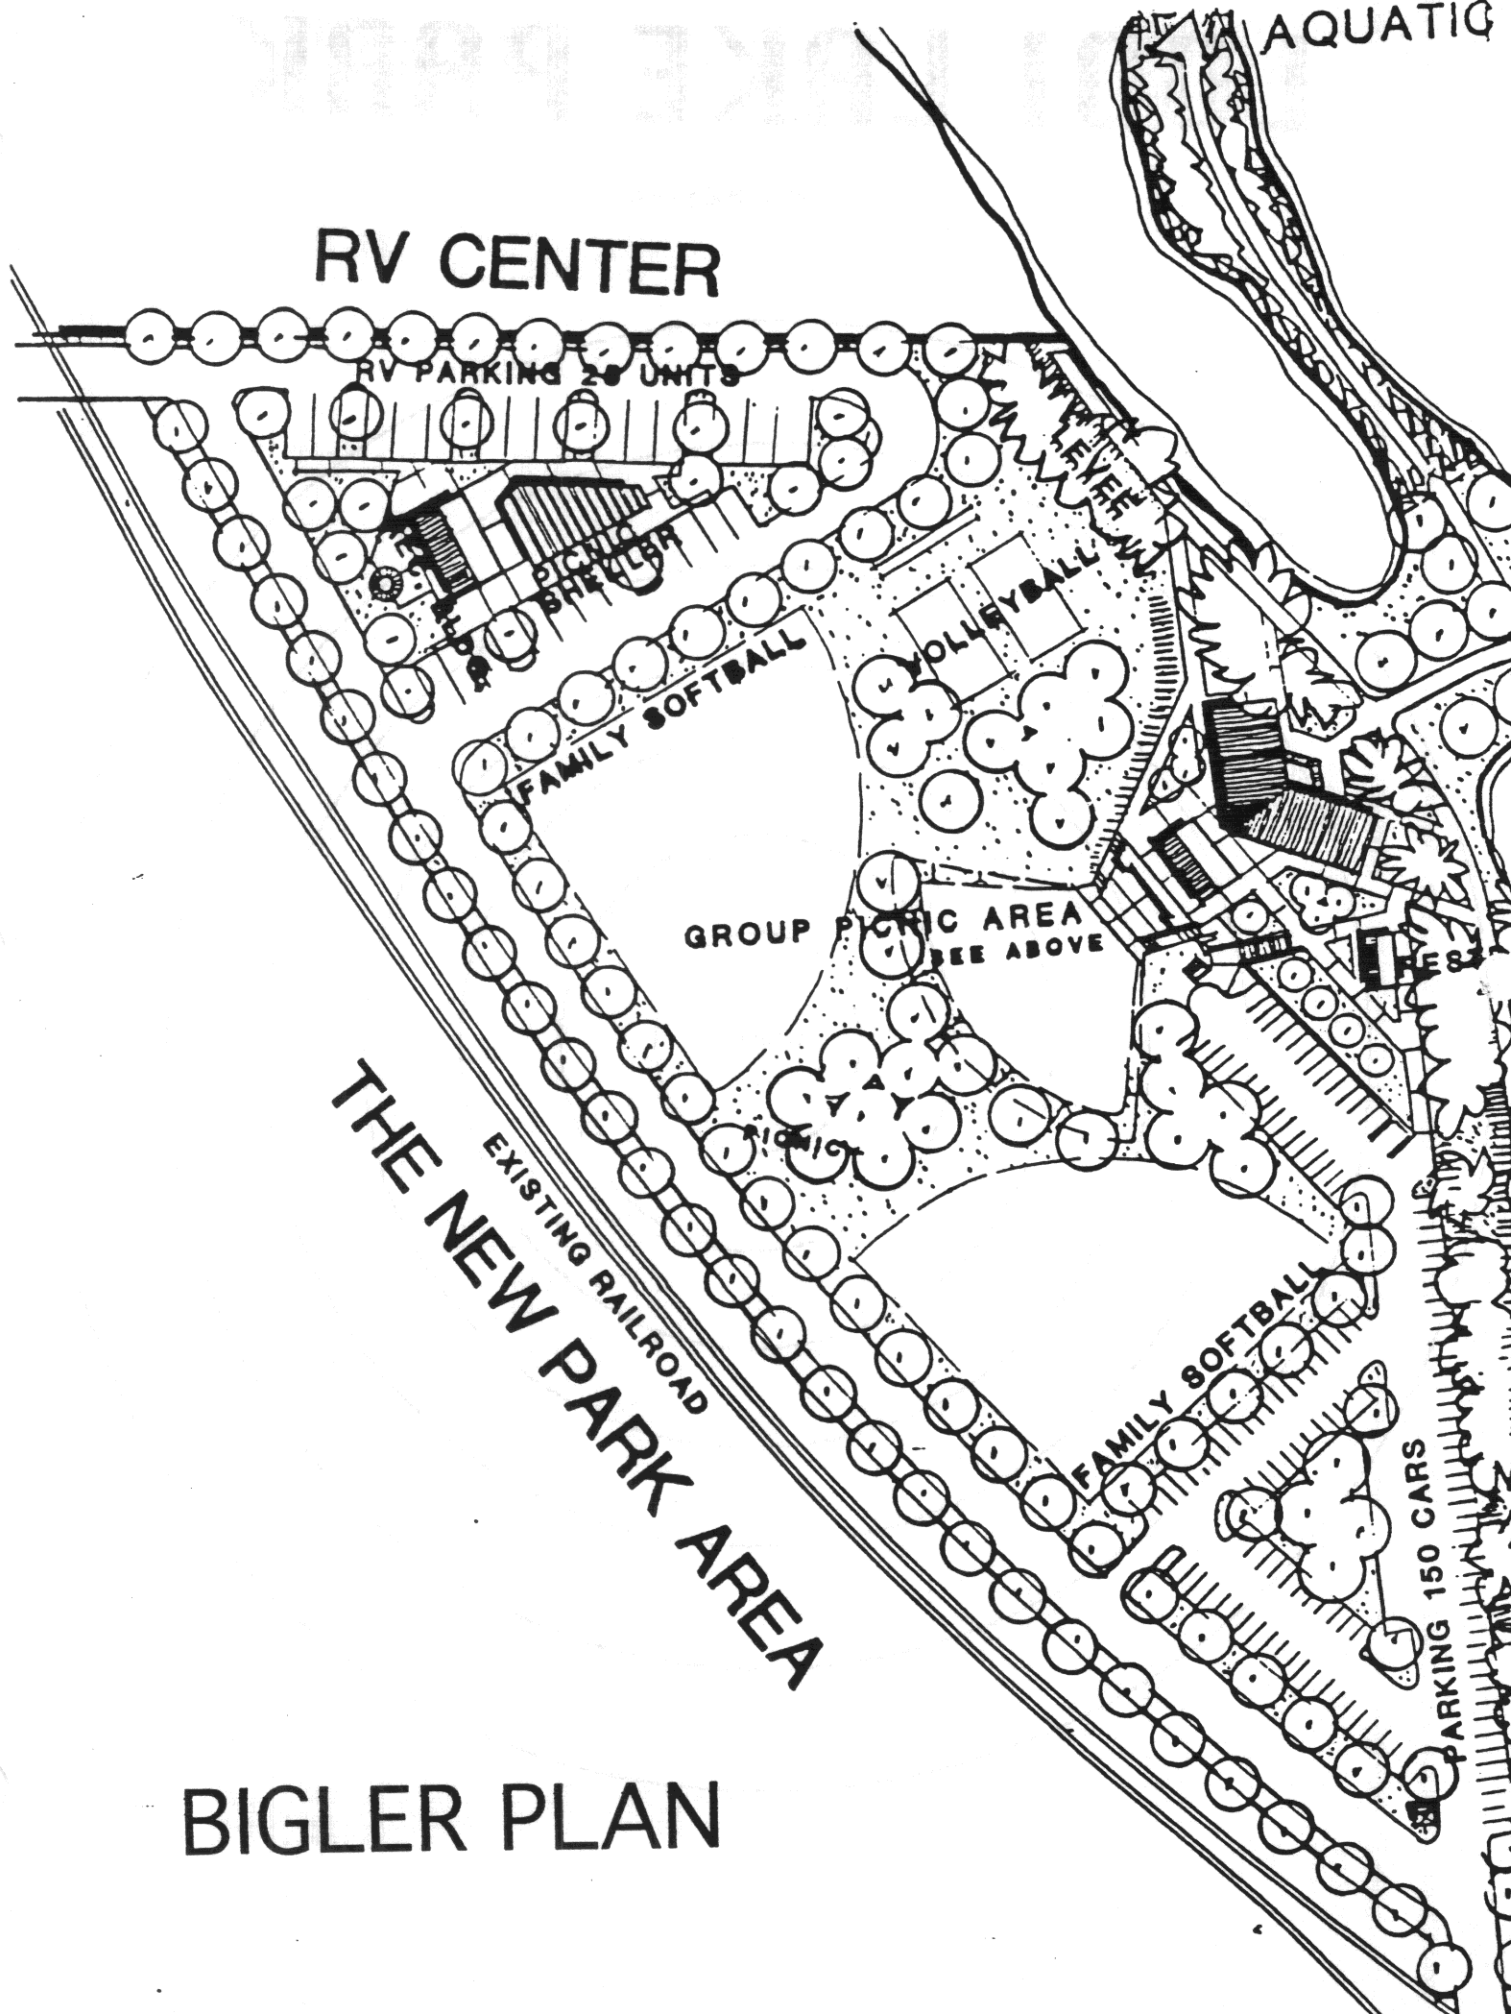 AQUATIC
RV CENTER
RV PARKING 28 UNITS
LEVEE
PICNIC
SHELTER
VOLLEYBALL
FAMILY SOFTBALL
GROUP PICNIC AREA
SEE ABOVE
REST
PICNIC
THE NEW PARK AREA
EXISTING RAILROAD
FAMILY SOFTBALL
PARKING 150 CARS
BIGLER PLAN